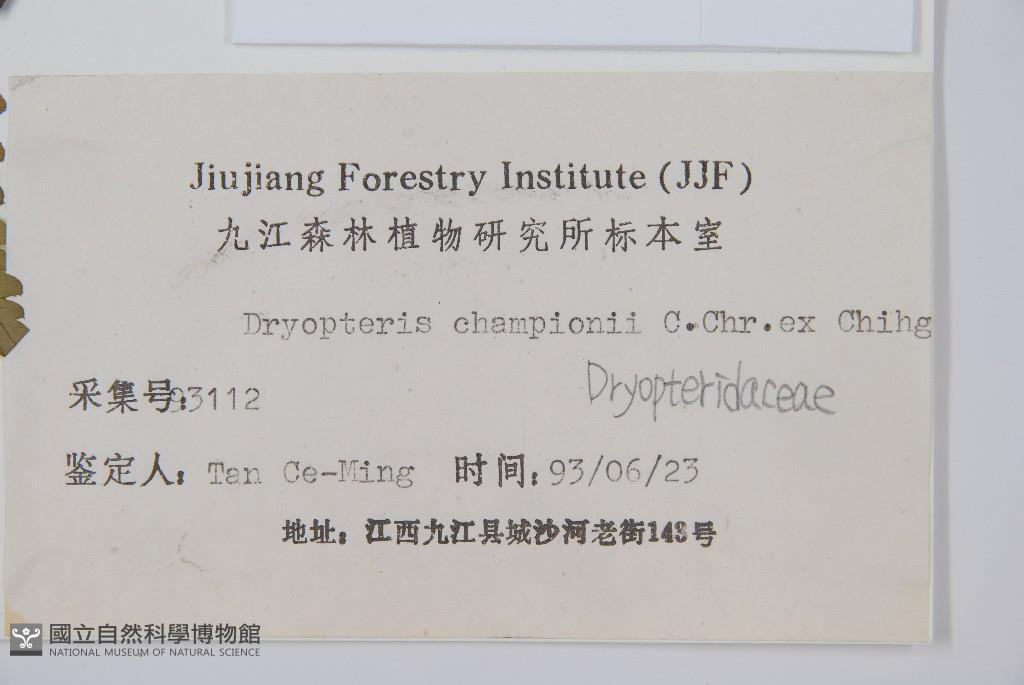 Jiujiang Forestry Institute (JJF)
九江森林植物研究所标本室
Dryopteris championii C.Chr.ex Chihg
Dryopteridaceae
采集号:93112
鉴定人: Tan Ce-Ming 时间: 93/06/23
地址: 江西九江县城沙河老街143号
國立自然科學博物館
NATIONAL MUSEUM OF NATURAL SCIENCE